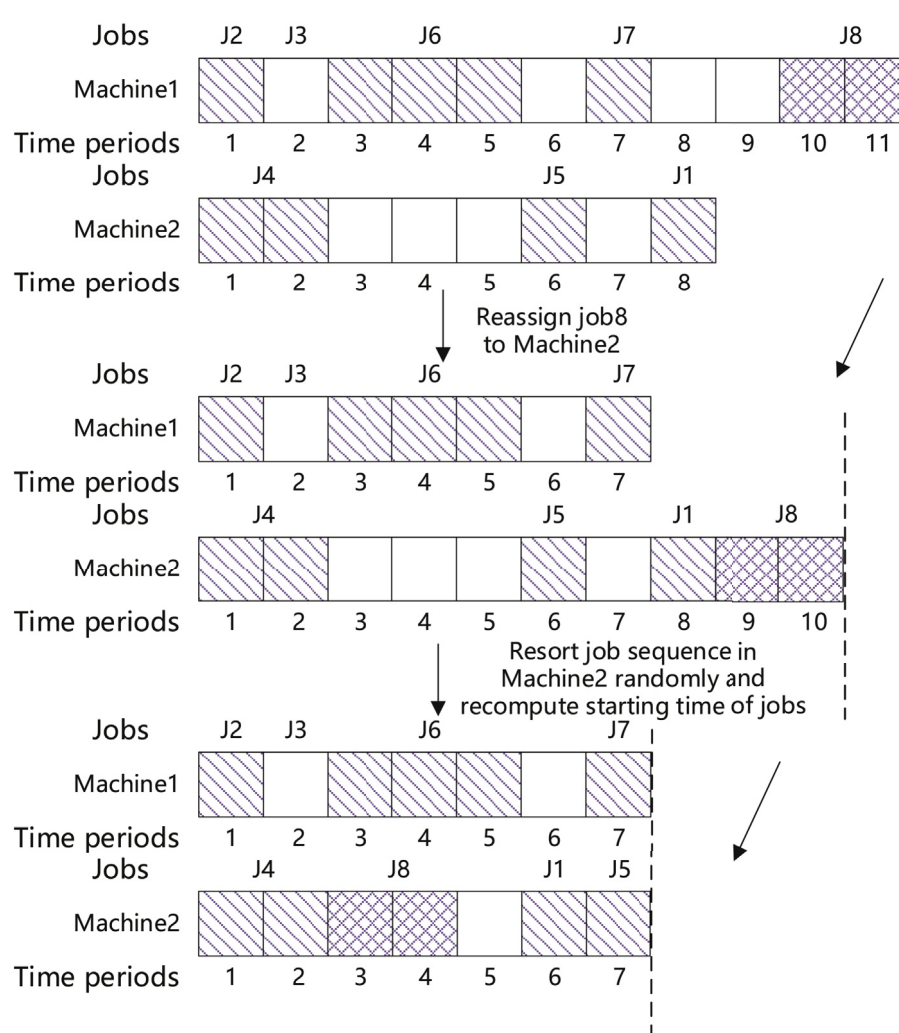 Jobs J2 J3 J6 J7 J8
Machine1
Time periods 1 2 3 4 5 6 7 8 9 10 11
Jobs J4 J5 J1
Machine2
Time periods 1 2 3 4 5 6 7 8
Reassign job8
to Machine2
Jobs J2 J3 J6 J7
Machine1
Time periods 1 2 3 4 5 6 7
Jobs J4 J5 J1 J8
Machine2
Time periods 1 2 3 4 5 6 7 8 9 10
Resort job sequence in
Machine2 randomly and
recompute starting time of jobs
Jobs J2 J3 J6 J7
Machine1
Time periods 1 2 3 4 5 6 7
Jobs J4 J8 J1 J5
Machine2
Time periods 1 2 3 4 5 6 7